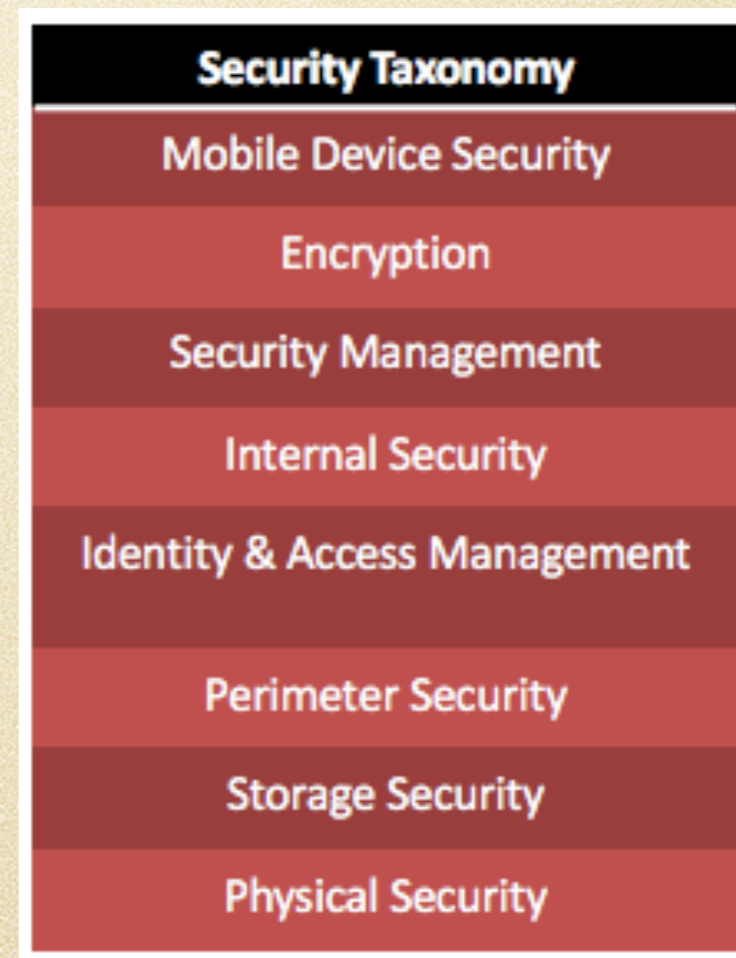 Security Taxonomy
Mobile Device Security
Encryption
Security Management
Internal Security
Identity & Access Management
Perimeter Security
Storage Security
Physical Security